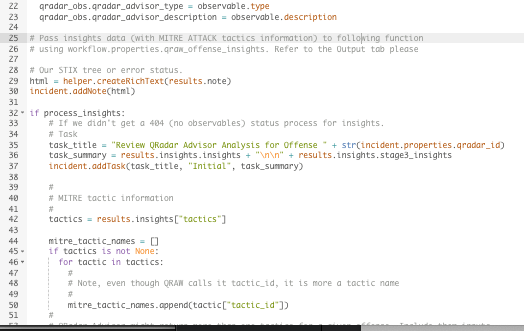 22 qradar_obs.qradar_advisor_type = observable.type
23 qradar_obs.qradar_advisor_description = observable.description
24
25 # Pass insights data (with MITRE ATTACK tactics information) to following function
26 # using workflow.properties.qraw_offense_insights. Refer to the Output tab please
27
28 # Our STIX tree or error status.
29 html = helper.createRichText(results.note)
30 incident.addNote(html)
31
32 if process_insights:
33 # If we didn't get a 404 (no observables) status process for insights.
34 # Task
35 task_title = "Review QRadar Advisor Analysis for Offense " + str(incident.properties.qradar_id)
36 task_summary = results.insights.insights + "\n\n" + results.insights.stage3_insights
37 incident.addTask(task_title, "Initial", task_summary)
38
39 #
40 # MITRE tactic information
41 #
42 tactics = results.insights["tactics"]
43
44 mitre_tactic_names = []
45 if tactics is not None:
46 for tactic in tactics:
47 #
48 # Note, even though QRAW calls it tactic_id, it is more a tactic name
49 #
50 mitre_tactic_names.append(tactic["tactic_id"])
51 #